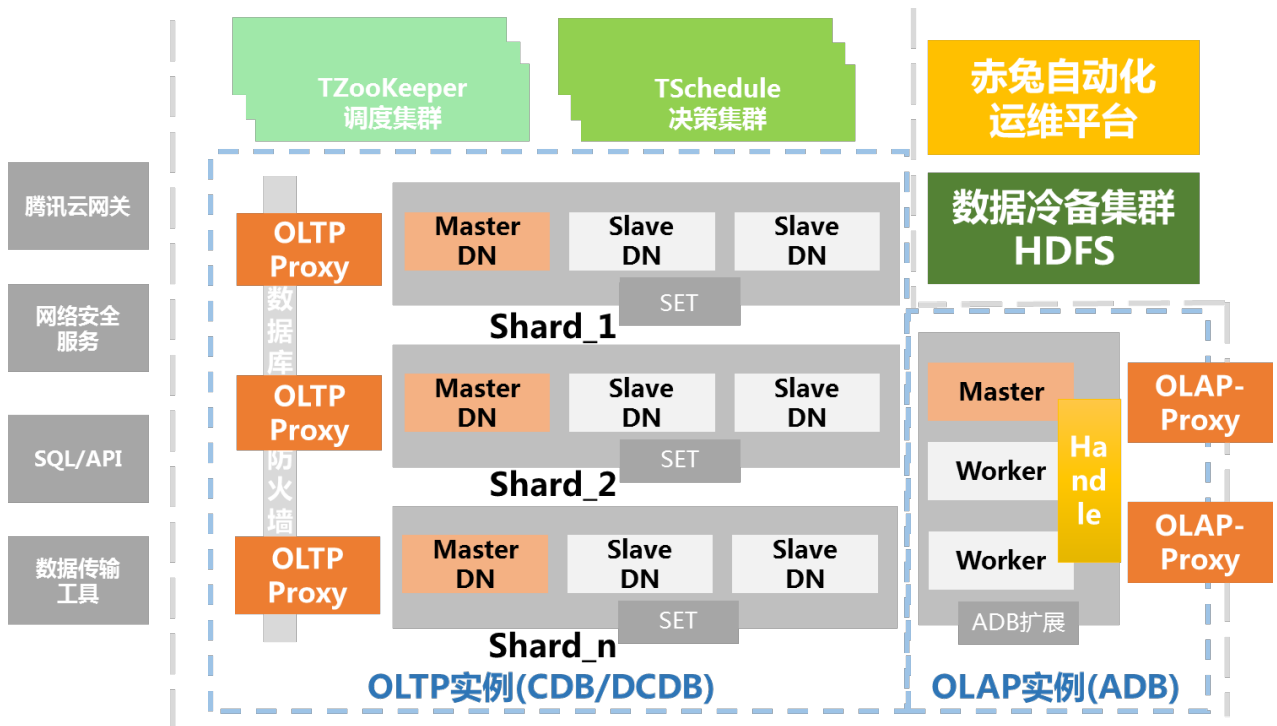 TZooKeeper
调度集群
TSchedule
决策集群
赤兔自动化
运维平台
数据冷备集群
HDFS
腾讯云网关
网络安全
服务
SQL/API
数据传输
工具
数据库防火墙
OLTP
Proxy
Master
DN
Slave
DN
Slave
DN
SET
Shard_1
OLTP
Proxy
Master
DN
Slave
DN
Slave
DN
SET
Shard_2
OLTP
Proxy
Master
DN
Slave
DN
Slave
DN
SET
Shard_n
OLTP实例(CDB/DCDB)
Master
Worker
Worker
Ha
nd
le
ADB扩展
OLAP-
Proxy
OLAP-
Proxy
OLAP实例(ADB)